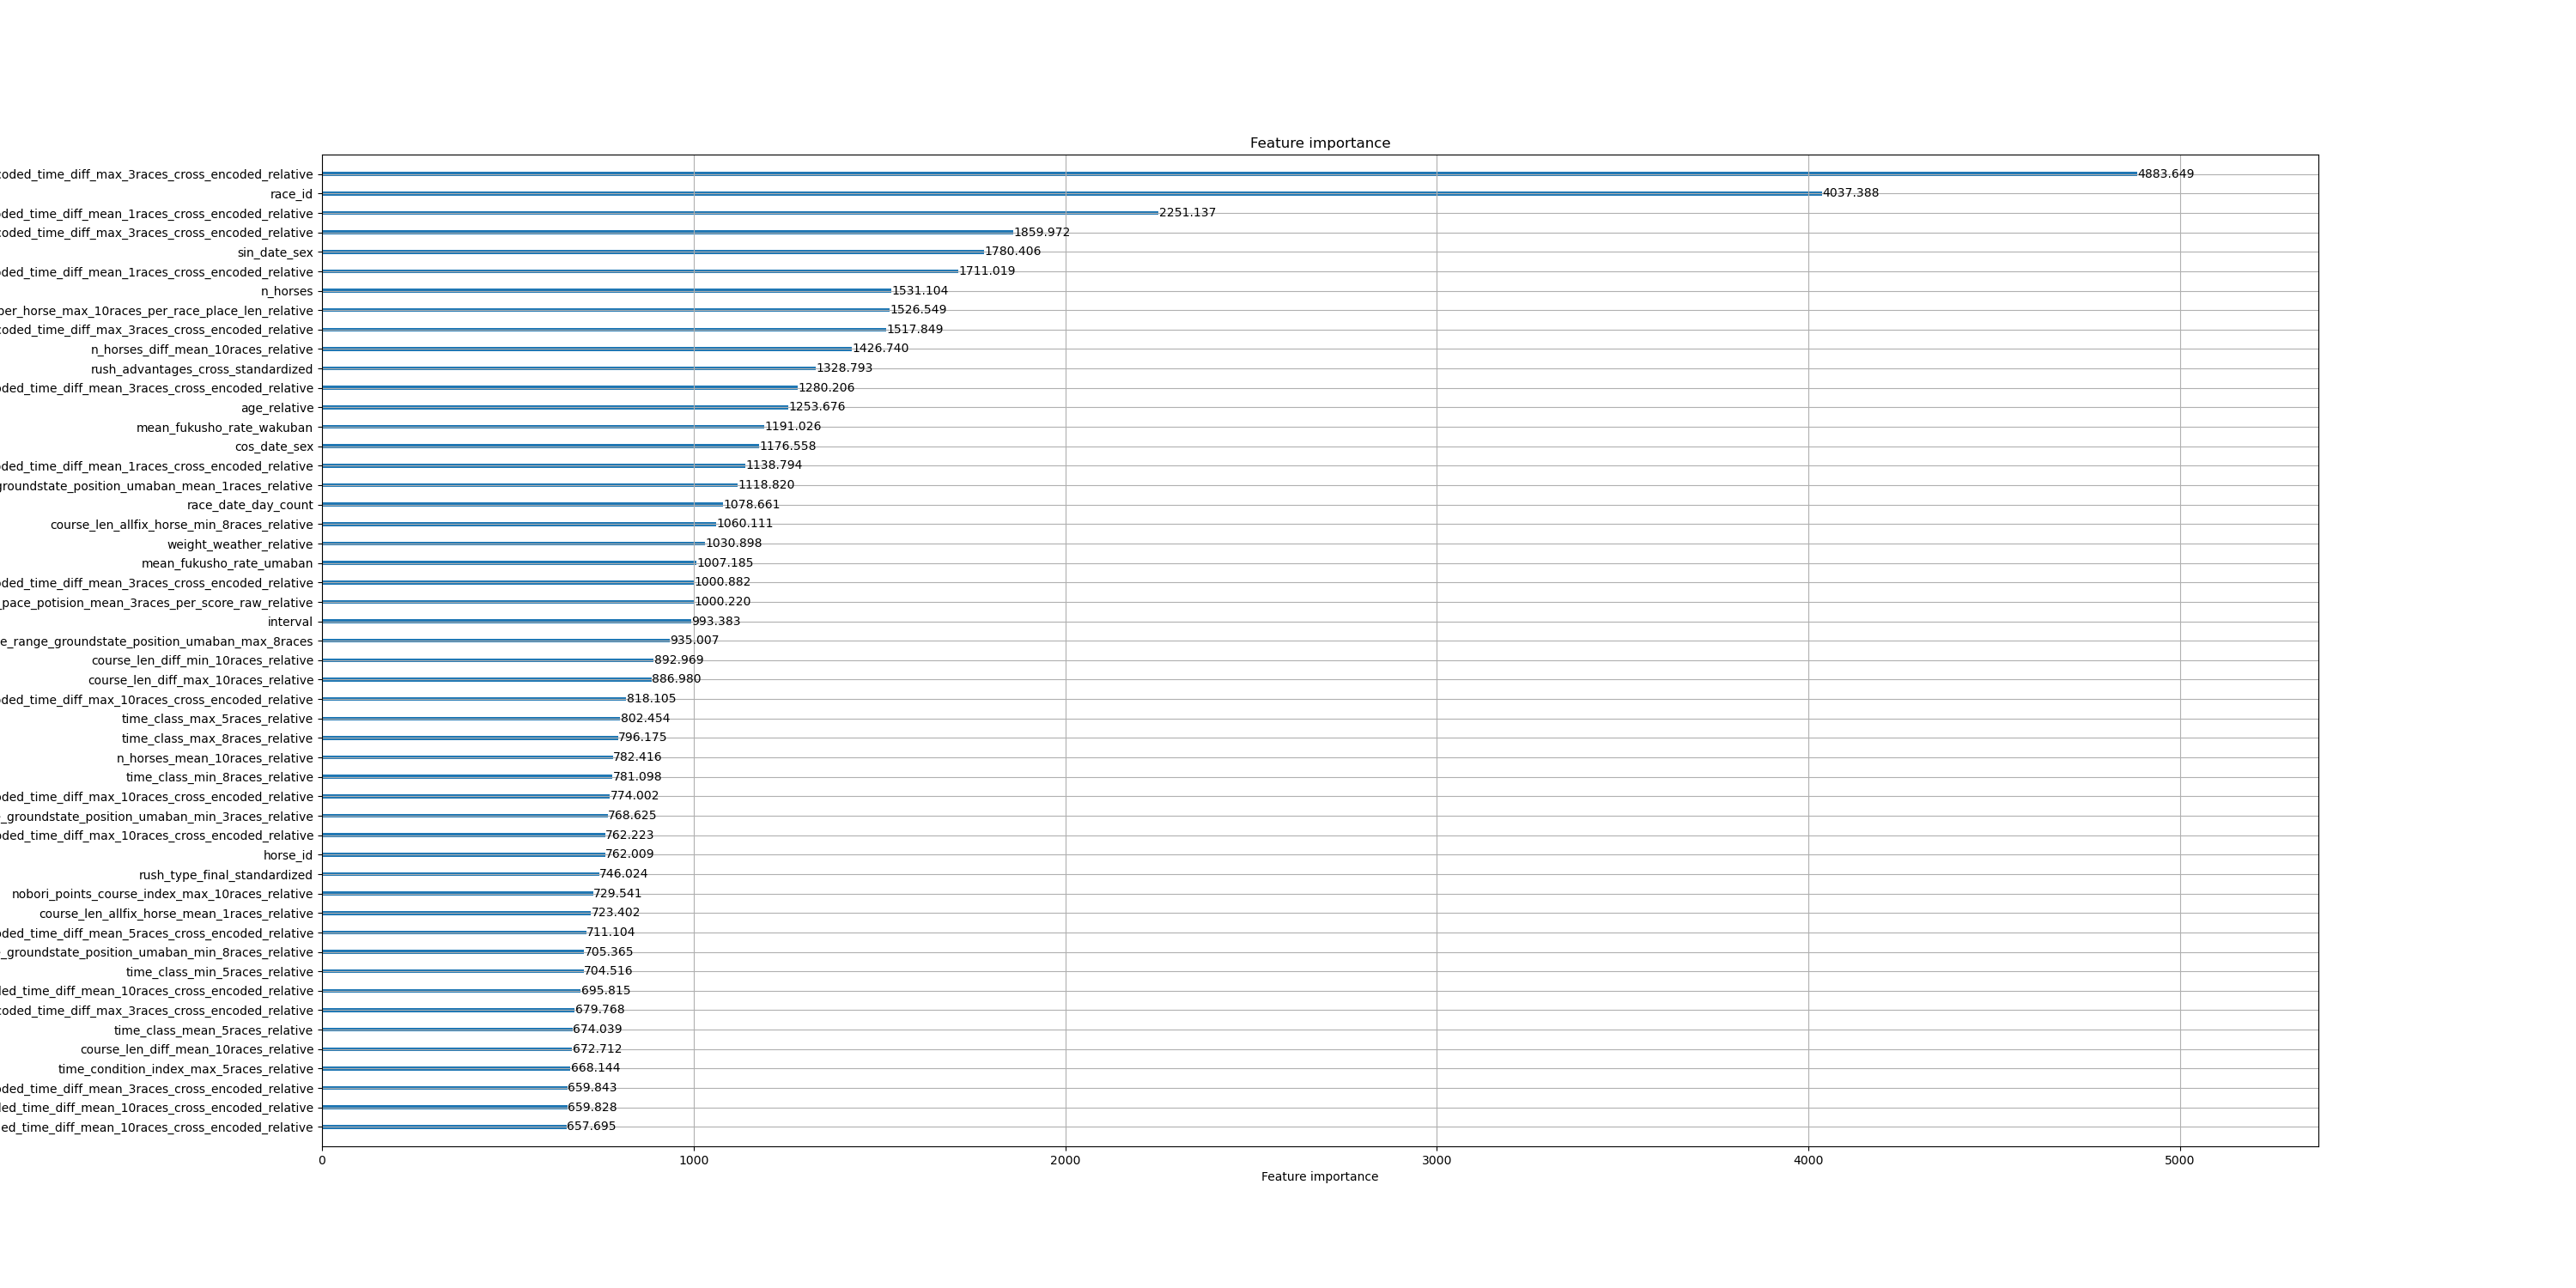 Feature importance
coded_time_diff_max_3races_cross_encoded_relative 4883.649
race_id 4037.388
ded_time_diff_mean_1races_cross_encoded_relative 2251.137
coded_time_diff_max_3races_cross_encoded_relative 1859.972
sin_date_sex 1780.406
ded_time_diff_mean_1races_cross_encoded_relative 1711.019
n_horses 1531.104
per_horse_max_10races_per_race_place_len_relative 1526.549
coded_time_diff_max_3races_cross_encoded_relative 1517.849
n_horses_diff_mean_10races_relative 1426.740
rush_advantages_cross_standardized 1328.793
ded_time_diff_mean_3races_cross_encoded_relative 1280.206
age_relative 1253.676
mean_fukusho_rate_wakuban 1191.026
cos_date_sex 1176.558
ded_time_diff_mean_1races_cross_encoded_relative 1138.794
groundstate_position_umaban_mean_1races_relative 1118.820
race_date_day_count 1078.661
course_len_allfix_horse_min_8races_relative 1060.111
weight_weather_relative 1030.898
mean_fukusho_rate_umaban 1007.185
ded_time_diff_mean_3races_cross_encoded_relative 1000.882
_pace_potision_mean_3races_per_score_raw_relative 1000.220
interval 993.383
e_range_groundstate_position_umaban_max_8races 935.007
course_len_diff_min_10races_relative 892.969
course_len_diff_max_10races_relative 886.980
ded_time_diff_max_10races_cross_encoded_relative 818.105
time_class_max_5races_relative 802.454
time_class_max_8races_relative 796.175
n_horses_mean_10races_relative 782.416
time_class_min_8races_relative 781.098
ded_time_diff_max_10races_cross_encoded_relative 774.002
_groundstate_position_umaban_min_3races_relative 768.625
oded_time_diff_max_10races_cross_encoded_relative 762.223
horse_id 762.009
rush_type_final_standardized 746.024
nobori_points_course_index_max_10races_relative 729.541
course_len_allfix_horse_mean_1races_relative 723.402
ded_time_diff_mean_5races_cross_encoded_relative 711.104
_groundstate_position_umaban_min_8races_relative 705.365
time_class_min_5races_relative 704.516
led_time_diff_mean_10races_cross_encoded_relative 695.815
coded_time_diff_max_3races_cross_encoded_relative 679.768
time_class_mean_5races_relative 674.039
course_len_diff_mean_10races_relative 672.712
time_condition_index_max_5races_relative 668.144
oded_time_diff_mean_3races_cross_encoded_relative 659.843
led_time_diff_mean_10races_cross_encoded_relative 659.828
ed_time_diff_mean_10races_cross_encoded_relative 657.695
0 1000 2000 3000 4000 5000
Feature importance